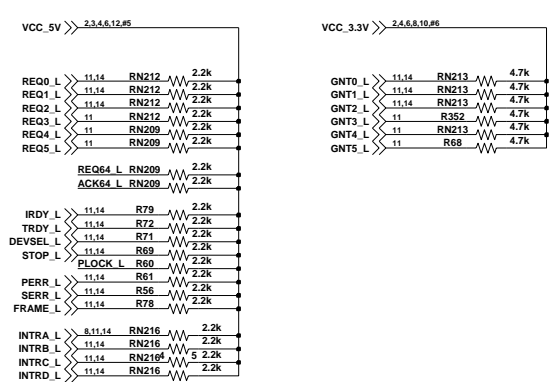 VCC_5V 2,3,4,6,12,#5
REQ0_L 11,14 RN212 2.2k
REQ1_L 11,14 RN212 2.2k
REQ2_L 11,14 RN212 2.2k
REQ3_L 11 RN212 2.2k
REQ4_L 11 RN209 2.2k
REQ5_L 11 RN209 2.2k
REQ64_L RN209 2.2k
ACK64_L RN209 2.2k
IRDY_L 11,14 R79 2.2k
TRDY_L 11,14 R72 2.2k
DEVSEL_L 11,14 R71 2.2k
STOP_L 11,14 R69 2.2k
PLOCK_L R60 2.2k
PERR_L 11,14 R61 2.2k
SERR_L 11,14 R56 2.2k
FRAME_L 11,14 R78 2.2k
INTRA_L 8,11,14 RN216 2.2k
INTRB_L 11,14 RN216 2.2k
INTRC_L 11,14 RN216 4 5 2.2k
INTRD_L 11,14 RN216 2.2k
VCC_3.3V 2,4,6,8,10,#6
GNT0_L 11,14 RN213 4.7k
GNT1_L 11,14 RN213 4.7k
GNT2_L 11,14 RN213 4.7k
GNT3_L 11 R352 4.7k
GNT4_L 11 RN213 4.7k
GNT5_L 11 R68 4.7k